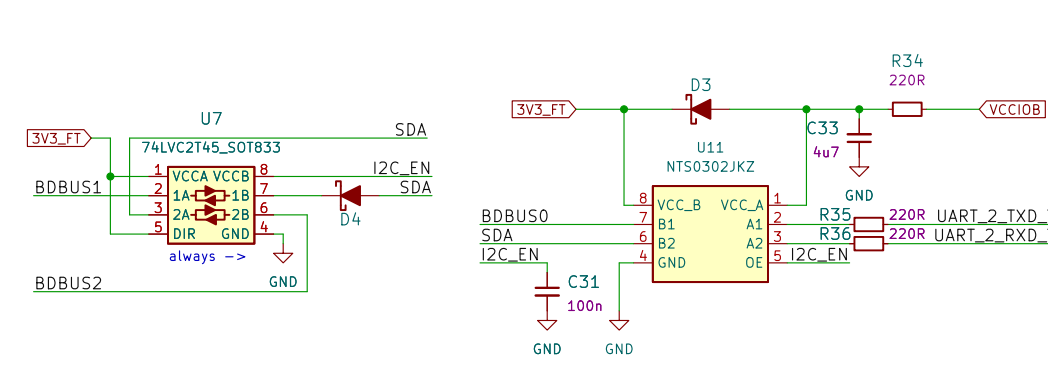 U7
3V3_FT
SDA
74LVC2T45_SOT833
1 VCCA VCCB 8 I2C_EN
BDBUS1 2 1A 1B 7 SDA
3 2A 2B 6 D4
5 DIR GND 4
always ->
GND
BDBUS2
R34
D3 220R
3V3_FT VCCIOB
C33
4u7
U11
NTS0302JKZ
GND
8 VCC_B VCC_A 1
BDBUS0 7 B1 A1 2 R35 220R UART_2_TXD_
SDA 6 B2 A2 3 R36 220R UART_2_RXD_
I2C_EN 4 GND OE 5 I2C_EN
C31
100n
GND GND